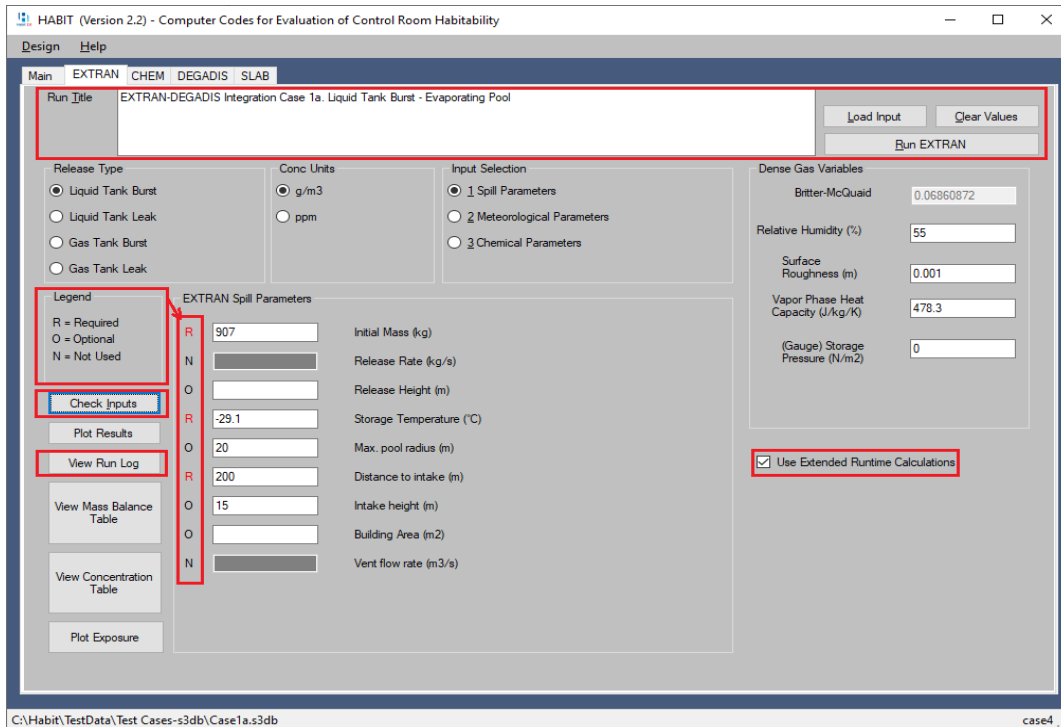 HABIT (Version 2.2) - Computer Codes for Evaluation of Control Room Habitability
Design Help
Main EXTRAN CHEM DEGADIS SLAB
Run Title
EXTRAN-DEGADIS Integration Case 1a. Liquid Tank Burst - Evaporating Pool
Load Input
Clear Values
Run EXTRAN
Release Type
Liquid Tank Burst
Liquid Tank Leak
Gas Tank Burst
Gas Tank Leak
Conc Units
g/m3
ppm
Input Selection
1 Spill Parameters
2 Meteorological Parameters
3 Chemical Parameters
Dense Gas Variables
Britter-McQuaid 0.06860872
Relative Humidity (%) 55
Surface
Roughness (m) 0.001
Vapor Phase Heat
Capacity (J/kg/K) 478.3
(Gauge) Storage
Pressure (N/m2) 0
Legend
R = Required
O = Optional
N = Not Used
Check Inputs
Plot Results
View Run Log
View Mass Balance
Table
View Concentration
Table
Plot Exposure
EXTRAN Spill Parameters
R 907 Initial Mass (kg)
N Release Rate (kg/s)
O Release Height (m)
R -29.1 Storage Temperature (°C)
O 20 Max. pool radius (m)
R 200 Distance to intake (m)
O 15 Intake height (m)
O Building Area (m2)
N Vent flow rate (m3/s)
Use Extended Runtime Calculations
C:\Habit\TestData\Test Cases-s3db\Case1a.s3db
case4